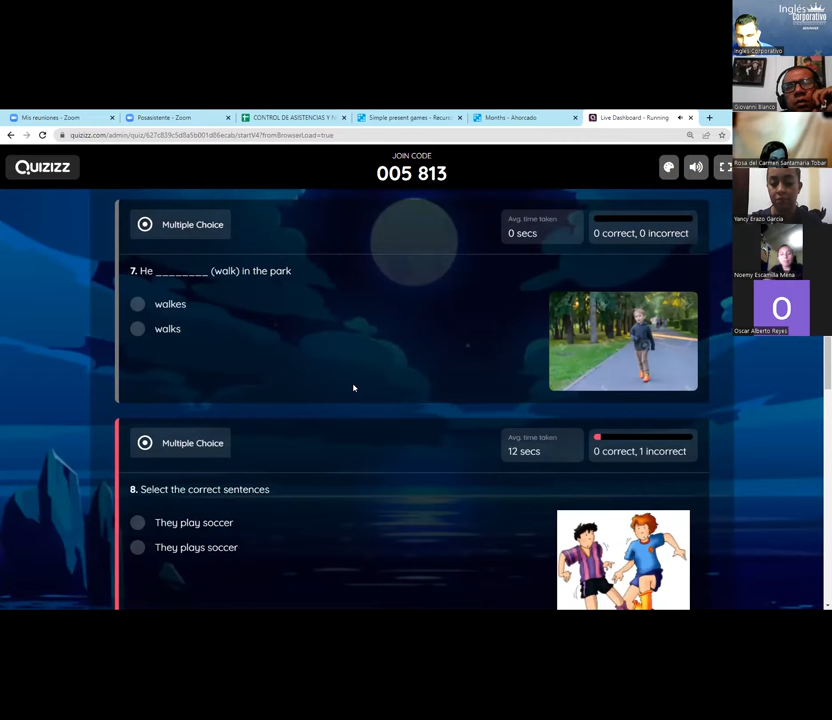 Inglés
Corporativo
Inglés Corporativo
Giovanni Blanco
Rosa del Carmen Santamaria Tobar
Yancy Erazo Garcia
Noemy Escamilla Mena
O
Oscar Alberto Reyes
Mis reuniones - Zoom
Posasistente - Zoom
CONTROL DE ASISTENCIAS Y
Simple present games - Recurs
Months - Ahorcado
Live Dashboard - Running
quizizz.com/admin/quiz/627c839c5d8a5b001d86ecab/startV4?fromBrowserLoad=true
QUIZIZZ
JOIN CODE
005 813
Multiple Choice
Avg. time taken
0 secs
0 correct, 0 incorrect
7. He ________ (walk) in the park
walkes
walks
Multiple Choice
Avg. time taken
12 secs
0 correct, 1 incorrect
8. Select the correct sentences
They play soccer
They plays soccer